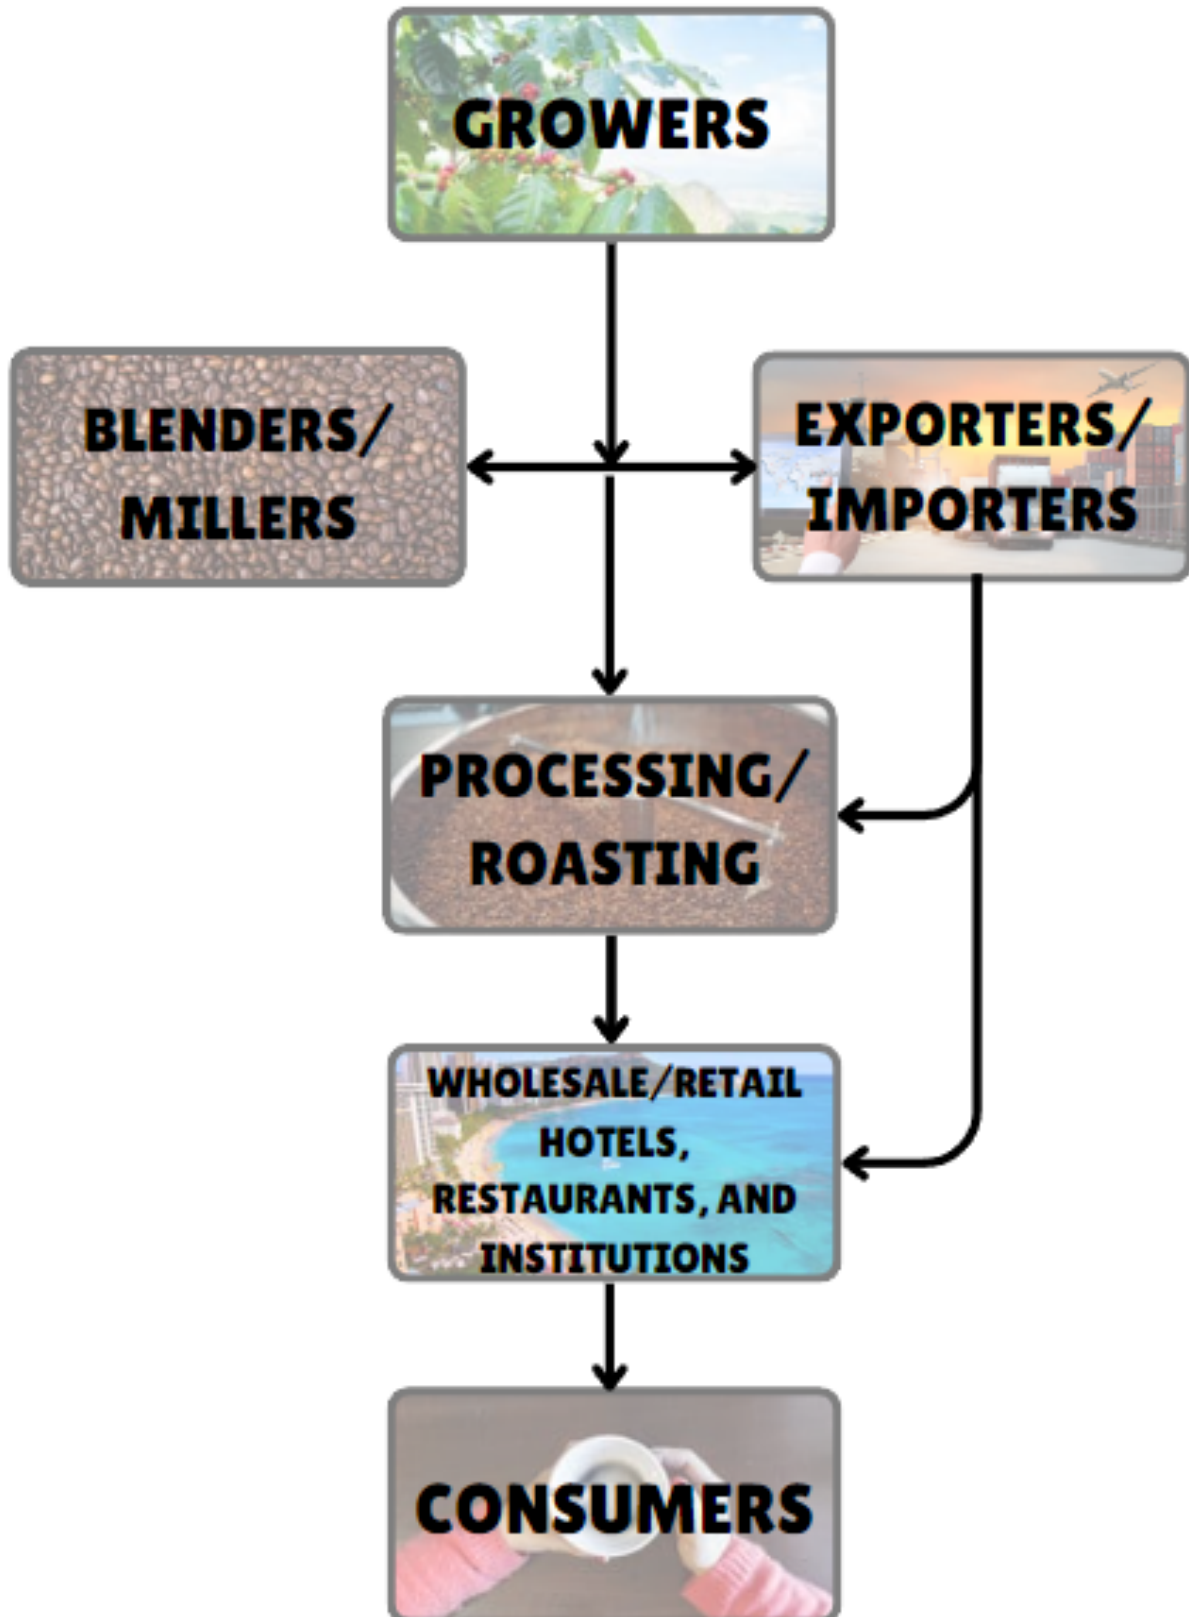 GROWERS
BLENDERS/
MILLERS
EXPORTERS/
IMPORTERS
PROCESSING/
ROASTING
WHOLESALE/RETAIL
HOTELS,
RESTAURANTS, AND
INSTITUTIONS
CONSUMERS